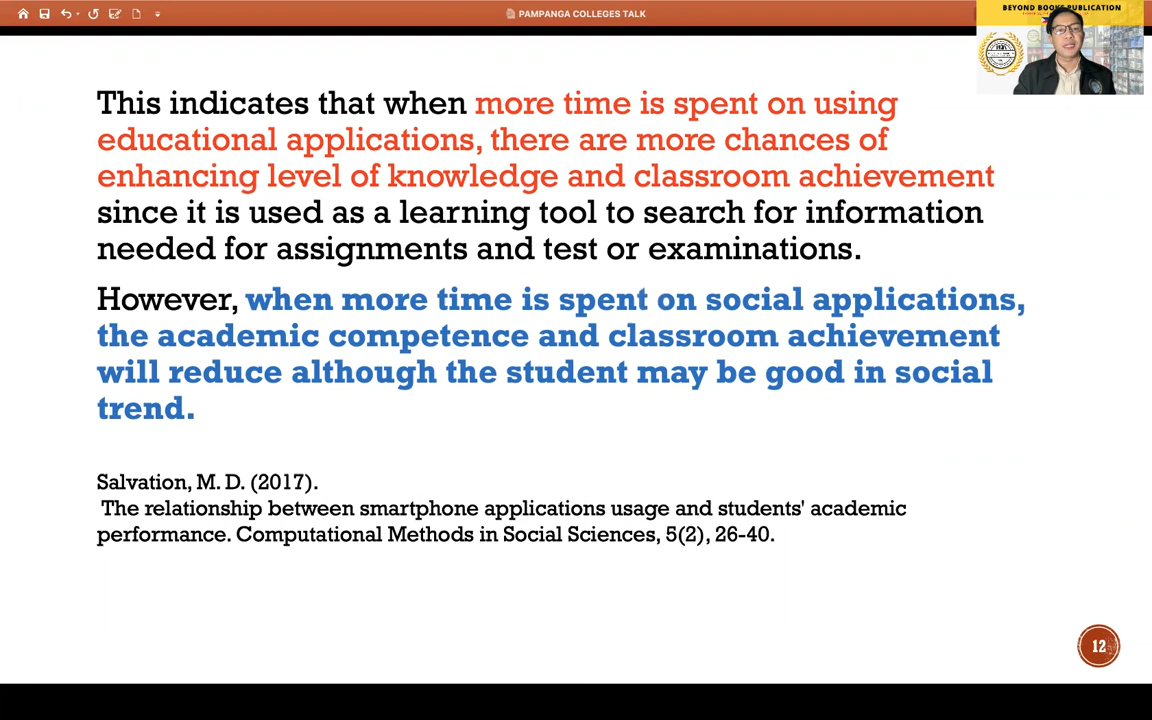 PAMPANGA COLLEGES TALK
BEYOND BOOKS PUBLICATION
This indicates that when more time is spent on using
educational applications, there are more chances of
enhancing level of knowledge and classroom achievement
since it is used as a learning tool to search for information
needed for assignments and test or examinations.
However, when more time is spent on social applications,
the academic competence and classroom achievement
will reduce although the student may be good in social
trend.
Salvation, M. D. (2017).
The relationship between smartphone applications usage and students' academic
performance. Computational Methods in Social Sciences, 5(2), 26-40.
12